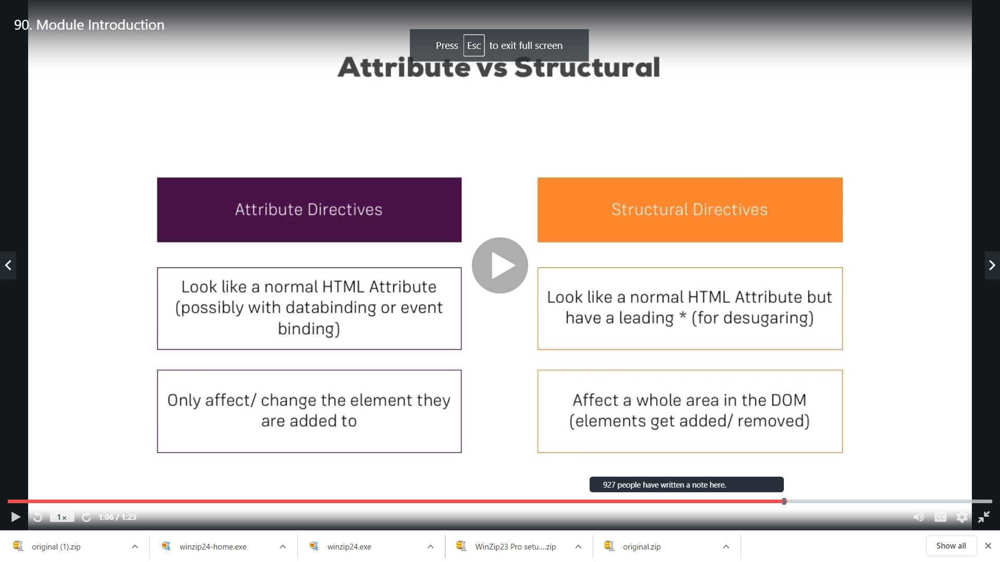 90. Module Introduction
Press Esc to exit full screen
Attribute vs Structural
Attribute Directives
Structural Directives
Look like a normal HTML Attribute
(possibly with databinding or event
binding)
Look like a normal HTML Attribute but
have a leading * (for desugaring)
Only affect/ change the element they
are added to
Affect a whole area in the DOM
(elements get added/ removed)
927 people have written a note here.
1x
1:06 / 1:23
CC
original (1).zip
winzip24-home.exe
winzip24.exe
WinZip23 Pro setu....zip
original.zip
Show all